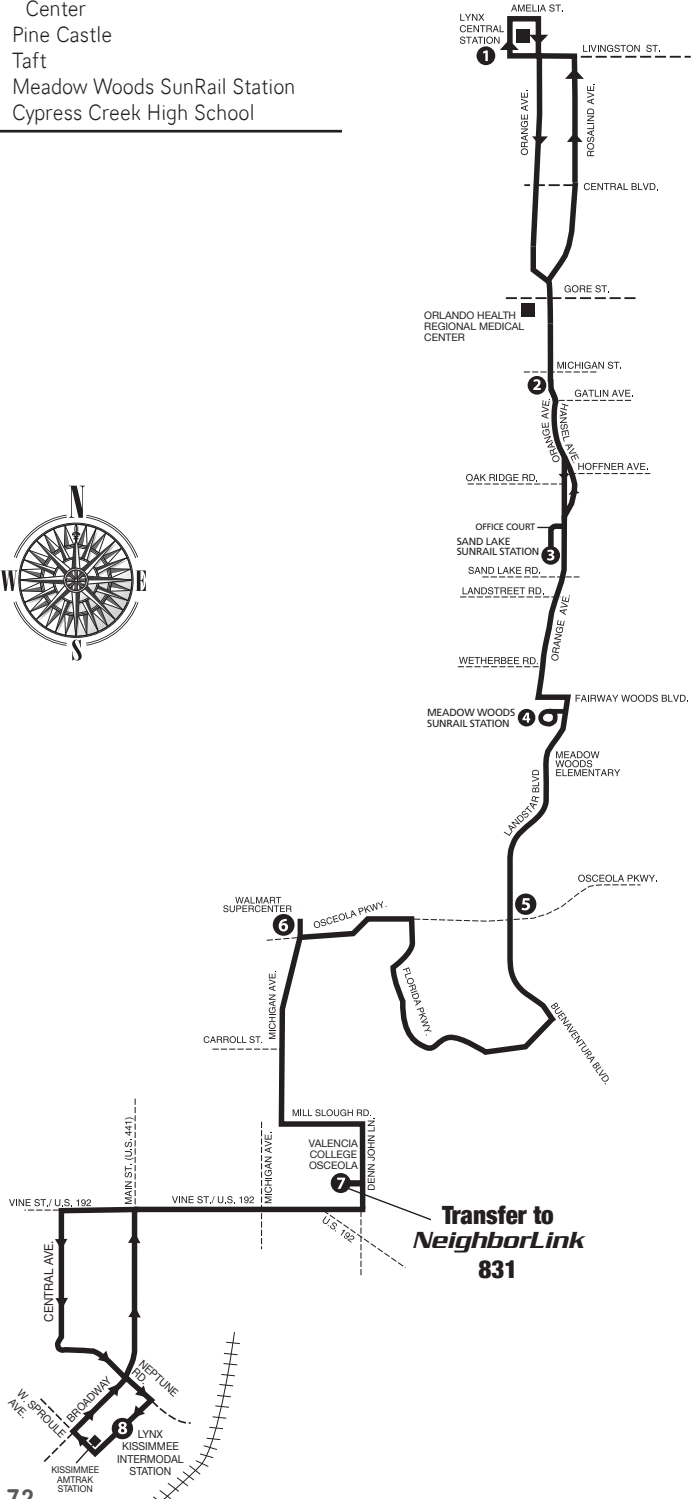 Center
Pine Castle
Taft
Meadow Woods SunRail Station
Cypress Creek High School
AMELIA ST.
LYNX
CENTRAL
STATION
1
LIVINGSTON ST.
ORANGE AVE.
ROSALIND AVE.
CENTRAL BLVD.
GORE ST.
ORLANDO HEALTH
REGIONAL MEDICAL
CENTER
MICHIGAN ST.
2
GATLIN AVE.
ORANGE AVE.
HANSEL AVE.
HOFFNER AVE.
OAK RIDGE RD.
OFFICE COURT
SAND LAKE
SUNRAIL STATION
3
SAND LAKE RD.
LANDSTREET RD.
ORANGE AVE.
WETHERBEE RD.
FAIRWAY WOODS BLVD.
MEADOW WOODS
SUNRAIL STATION
4
MEADOW
WOODS
ELEMENTARY
LANDSTAR BLVD
N
W
E
S
OSCEOLA PKWY.
5
WALMART
SUPERCENTER
6
OSCEOLA PKWY.
FLORIDA PKWY.
BUENAVENTURA BLVD.
MICHIGAN AVE.
CARROLL ST.
MILL SLOUGH RD.
MAIN ST. (U.S. 441)
MICHIGAN AVE.
VALENCIA
COLLEGE
OSCEOLA
7
DENN JOHN LN.
VINE ST./ U.S. 192
VINE ST./ U.S. 192
U.S. 192
Transfer to
NeighborLink
831
CENTRAL AVE.
NEPTUNE
RD.
BROADWAY
W. SPROULE
AVE.
8
LYNX
KISSIMMEE
INTERMODAL
STATION
KISSIMMEE
AMTRAK
STATION
72